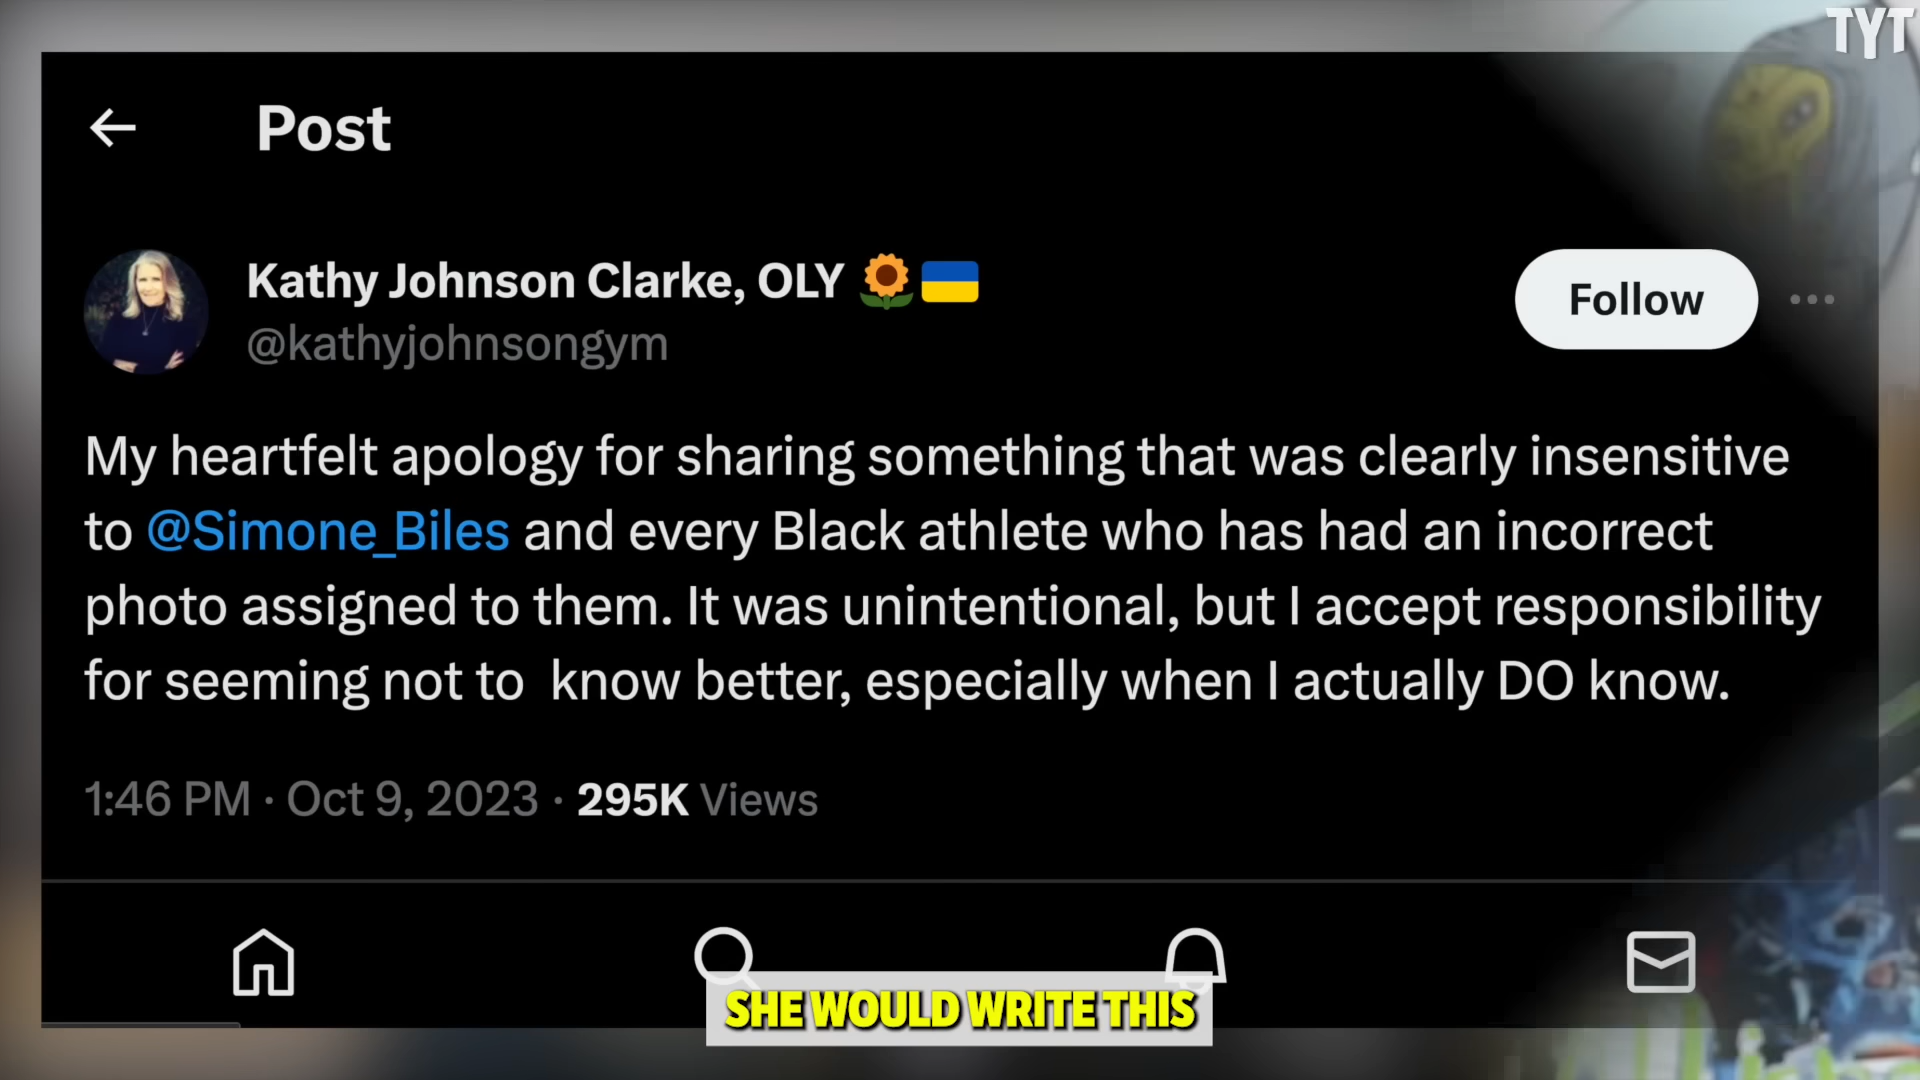 TYT
Post
Kathy Johnson Clarke, OLY 🌻🇺🇦
@kathyjohnsongym
Follow
My heartfelt apology for sharing something that was clearly insensitive
to @Simone_Biles and every Black athlete who has had an incorrect
photo assigned to them. It was unintentional, but I accept responsibility
for seeming not to  know better, especially when I actually DO know.
1:46 PM · Oct 9, 2023 · 295K Views
SHE WOULD WRITE THIS